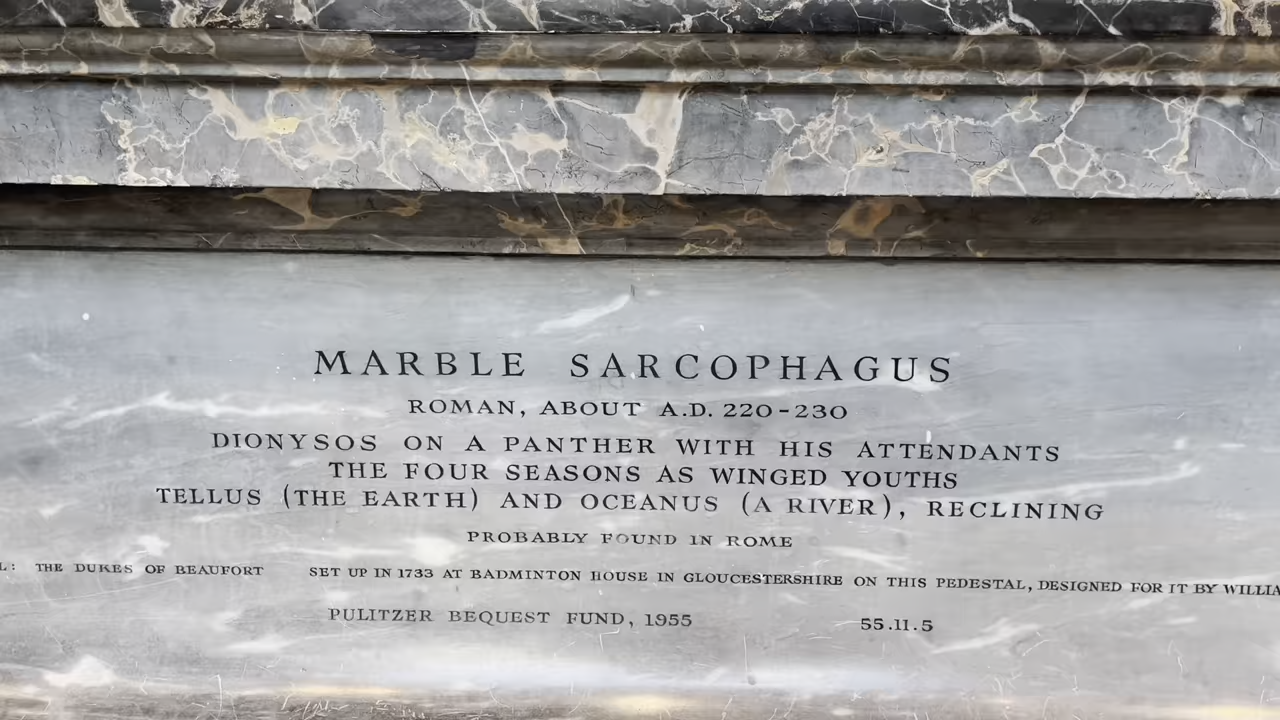 MARBLE SARCOPHAGUS
ROMAN, ABOUT A.D. 220-230
DIONYSOS ON A PANTHER WITH HIS ATTENDANTS
THE FOUR SEASONS AS WINGED YOUTHS
TELLUS (THE EARTH) AND OCEANUS (A RIVER), RECLINING
PROBABLY FOUND IN ROME
L: THE DUKES OF BEAUFORT SET UP IN 1733 AT BADMINTON HOUSE IN GLOUCESTERSHIRE ON THIS PEDESTAL, DESIGNED FOR IT BY WILLIA
PULITZER BEQUEST FUND, 1955 55.11.5